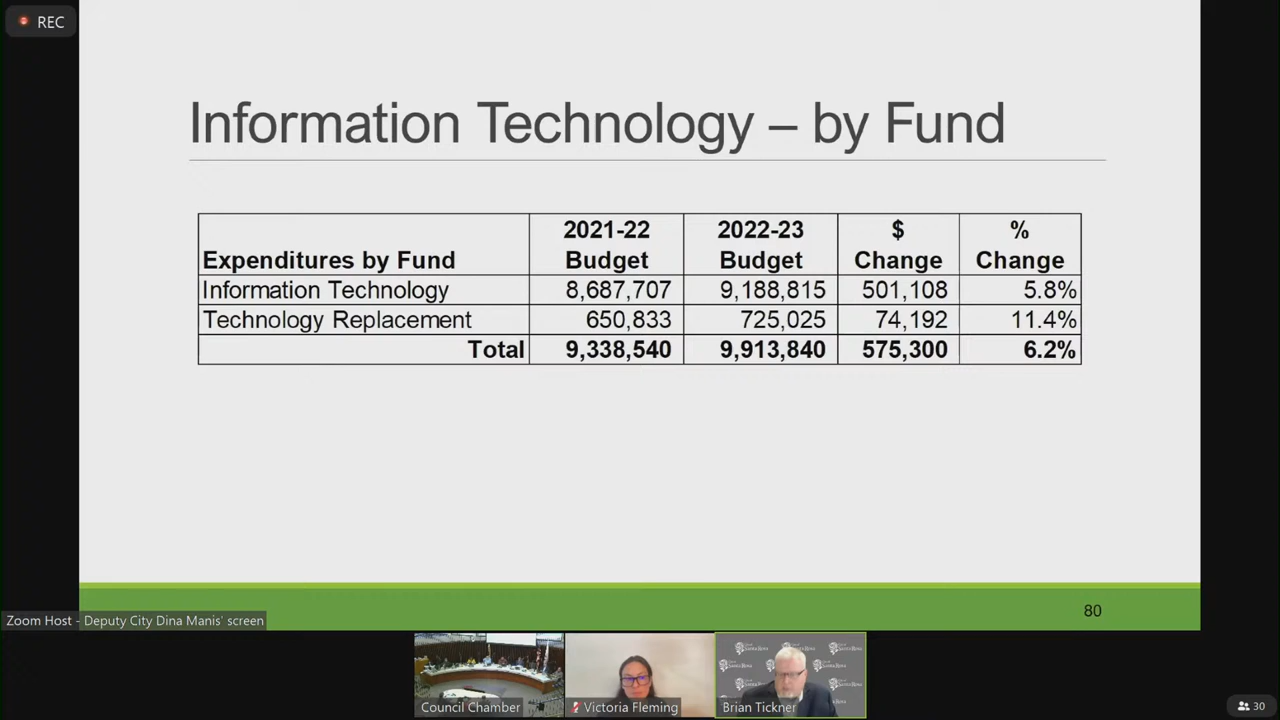 REC
Information Technology – by Fund
Expenditures by Fund 2021-22 Budget 2022-23 Budget $ Change % Change
Information Technology 8,687,707 9,188,815 501,108 5.8%
Technology Replacement 650,833 725,025 74,192 11.4%
Total 9,338,540 9,913,840 575,300 6.2%
80
Zoom Host - Deputy City Dina Manis' screen
Council Chamber
Victoria Fleming
Brian Tickner
30